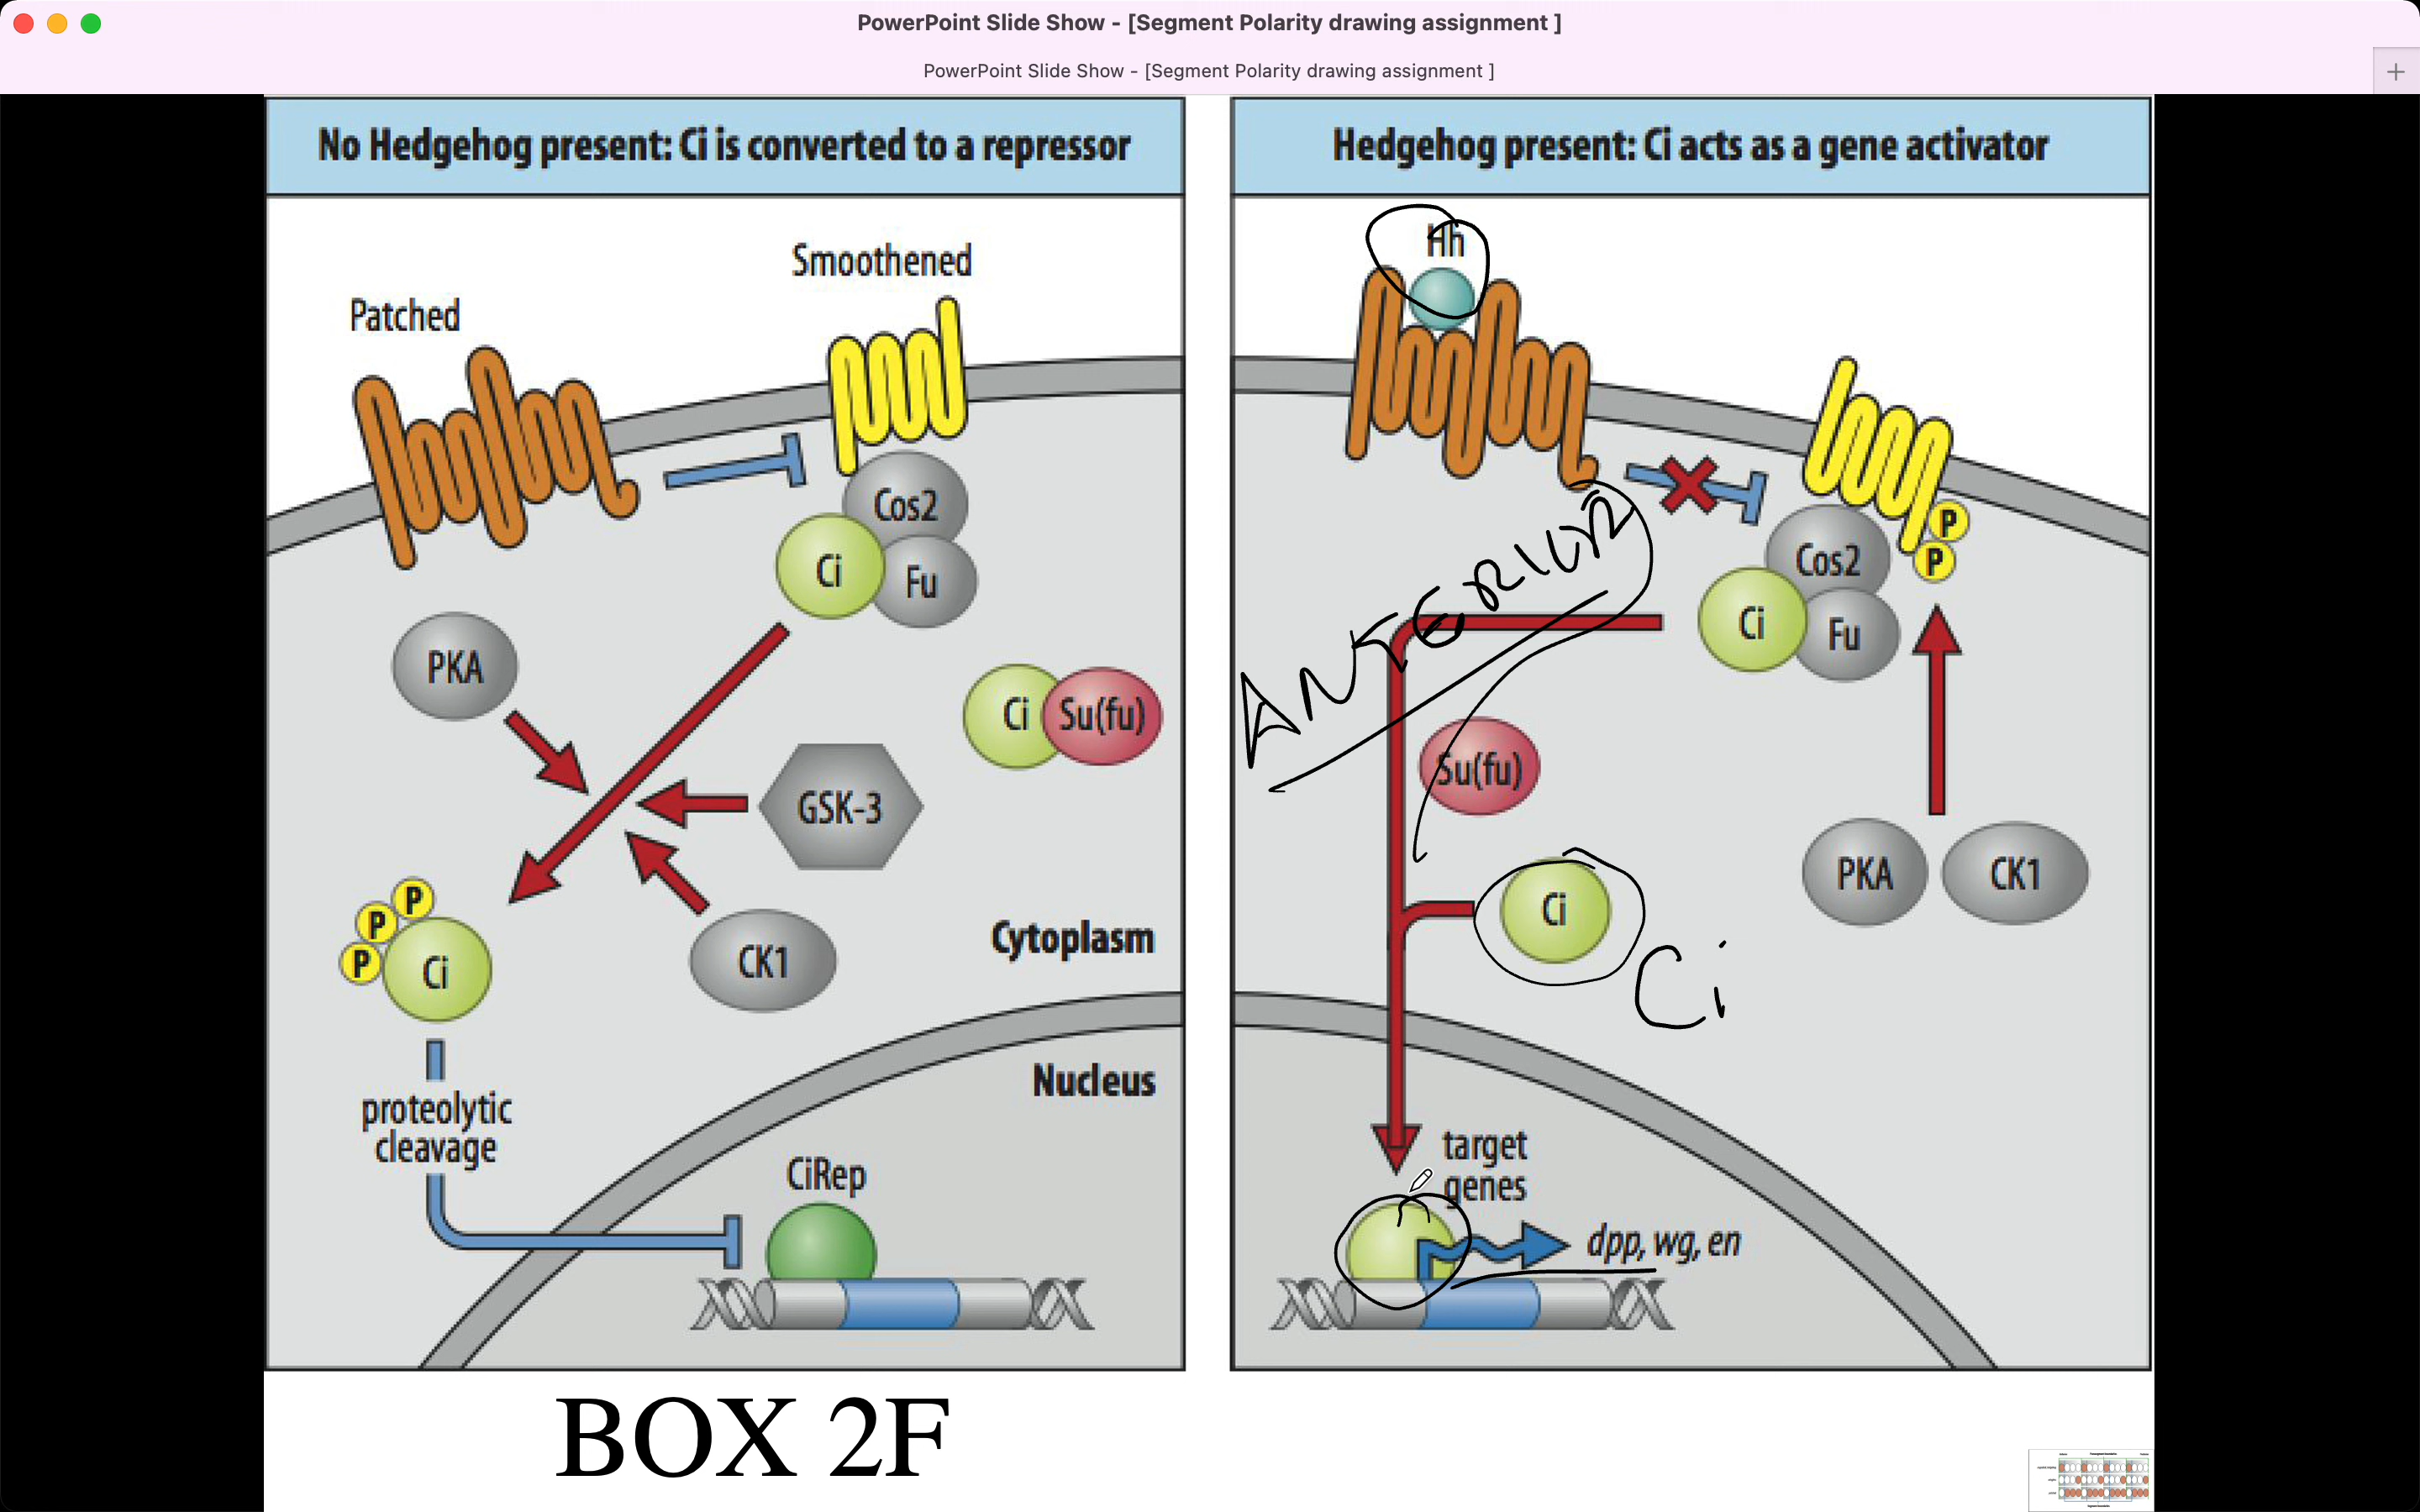 PowerPoint Slide Show - [Segment Polarity drawing assignment ]
PowerPoint Slide Show - [Segment Polarity drawing assignment ]
+
No Hedgehog present: Ci is converted to a repressor
Patched
Smoothened
Cos2
Ci
Fu
PKA
Ci
Su(fu)
GSK-3
P
P
P
Ci
CK1
Cytoplasm
proteolytic
cleavage
Nucleus
CiRep
Hedgehog present: Ci acts as a gene activator
Hh
P
P
Cos2
Ci
Fu
ANTERIOR
Su(fu)
PKA
CK1
Ci
Ci
target
genes
dpp, wg, en
BOX 2F